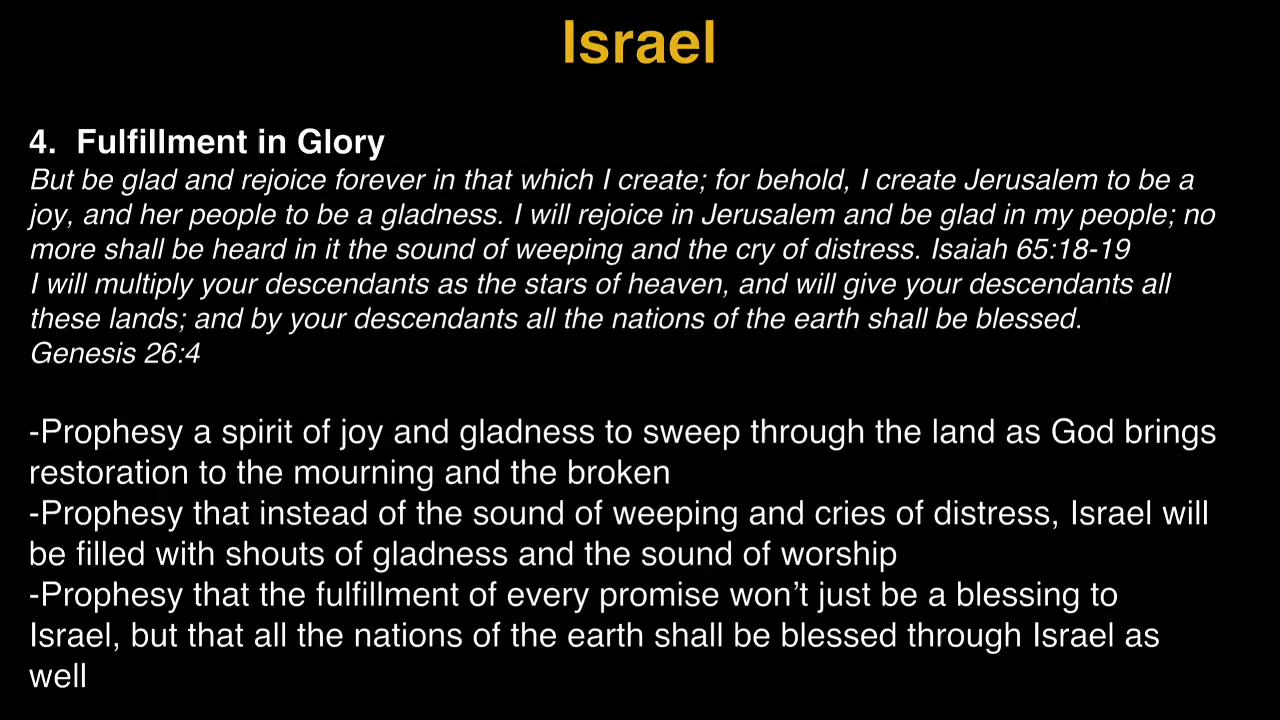 Israel
4. Fulfillment in Glory
But be glad and rejoice forever in that which I create; for behold, I create Jerusalem to be a
joy, and her people to be a gladness. I will rejoice in Jerusalem and be glad in my people; no
more shall be heard in it the sound of weeping and the cry of distress. Isaiah 65:18-19
I will multiply your descendants as the stars of heaven, and will give your descendants all
these lands; and by your descendants all the nations of the earth shall be blessed.
Genesis 26:4
-Prophesy a spirit of joy and gladness to sweep through the land as God brings
restoration to the mourning and the broken
-Prophesy that instead of the sound of weeping and cries of distress, Israel will
be filled with shouts of gladness and the sound of worship
-Prophesy that the fulfillment of every promise won’t just be a blessing to
Israel, but that all the nations of the earth shall be blessed through Israel as
well